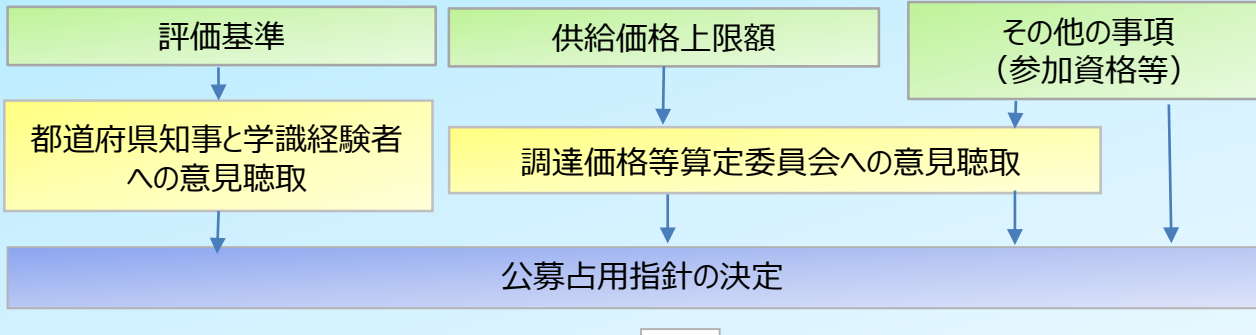 評価基準
供給価格上限額
その他の事項
（参加資格等）
都道府県知事と学識経験者
への意見聴取
調達価格等算定委員会への意見聴取
公募占用指針の決定